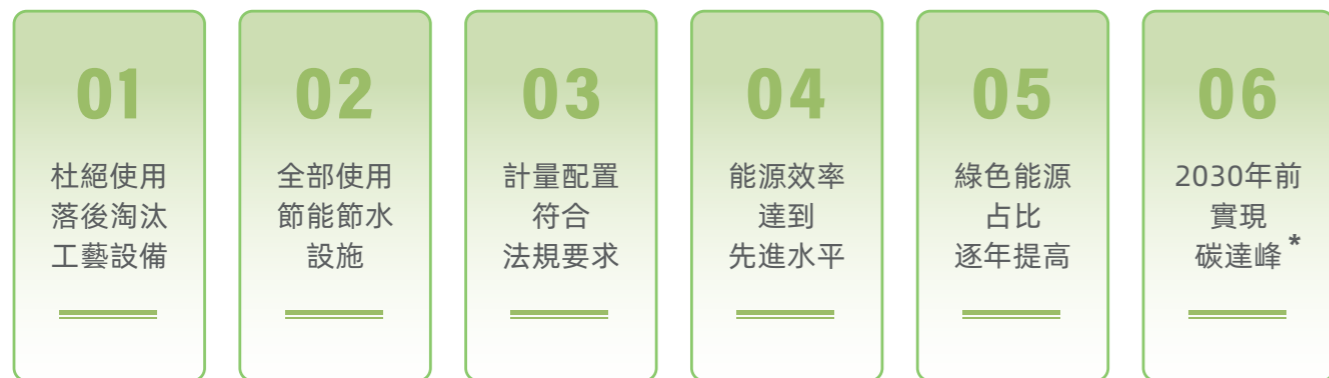 01
杜絕使用
落後淘汰
工藝設備
02
全部使用
節能節水
設施
03
計量配置
符合
法規要求
04
能源效率
達到
先進水平
05
綠色能源
占比
逐年提高
06
2030年前
實現
碳達峰*